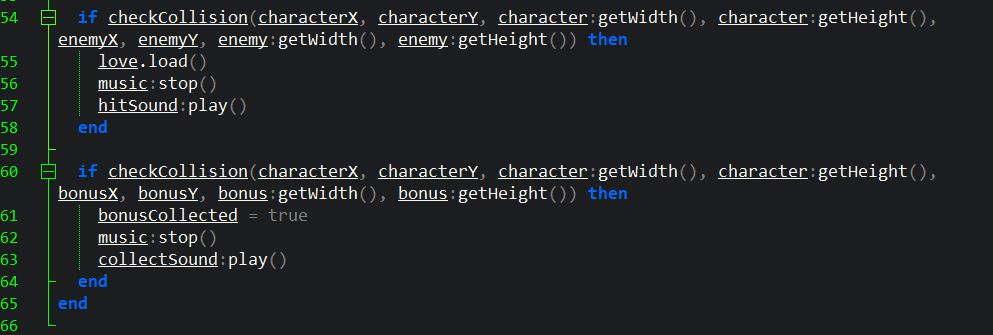 54 if checkCollision(characterX, characterY, character:getWidth(), character:getHeight(),
enemyX, enemyY, enemy:getWidth(), enemy:getHeight()) then
55 love.load()
56 music:stop()
57 hitSound:play()
58 end
59
60 if checkCollision(characterX, characterY, character:getWidth(), character:getHeight(),
bonusX, bonusY, bonus:getWidth(), bonus:getHeight()) then
61 bonusCollected = true
62 music:stop()
63 collectSound:play()
64 end
65 end
66